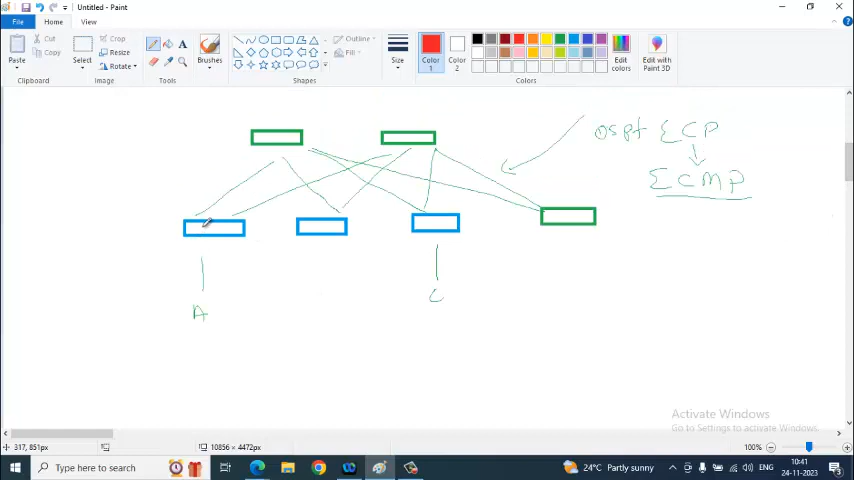 Untitled - Paint
File Home View
Cut
Copy
Paste
Clipboard
Crop
Resize
Rotate
Select
Image
Tools
Brushes
Outline
Fill
Shapes
Size
Color 1
Color 2
Edit colors
Edit with Paint 3D
Colors
ospf ECP
ECMP
A
C
Activate Windows
Go to Settings to activate Windows.
317, 851px
10856 × 4472px
100%
Type here to search
24°C Partly sunny
ENG
10:41
24-11-2023
3